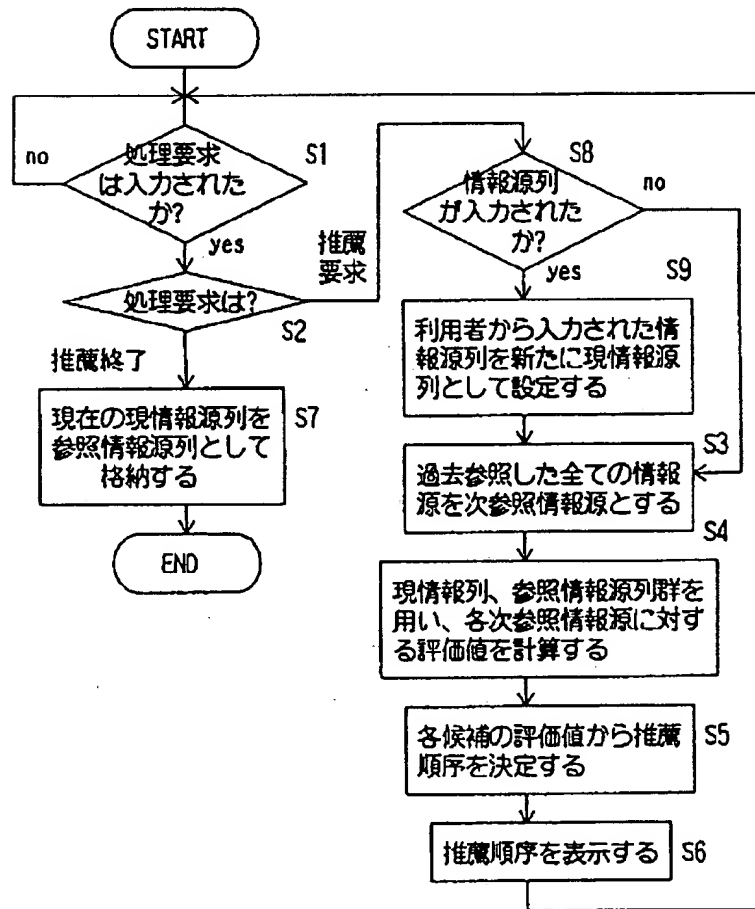 START
no
処理要求
は入力された
か?
S1
yes
処理要求は?
S2
推薦
要求
推薦終了
現在の現情報源列を
参照情報源列として
格納する
S7
END
S8
情報源列
が入力された
か?
no
yes
S9
利用者から入力された情
報源列を新たに現情報源
列として設定する
S3
過去参照した全ての情報
源を次参照情報源とする
S4
現情報列、参照情報源列群を
用い、各次参照情報源に対す
る評価値を計算する
各候補の評価値から推薦
順序を決定する
S5
推薦順序を表示する
S6